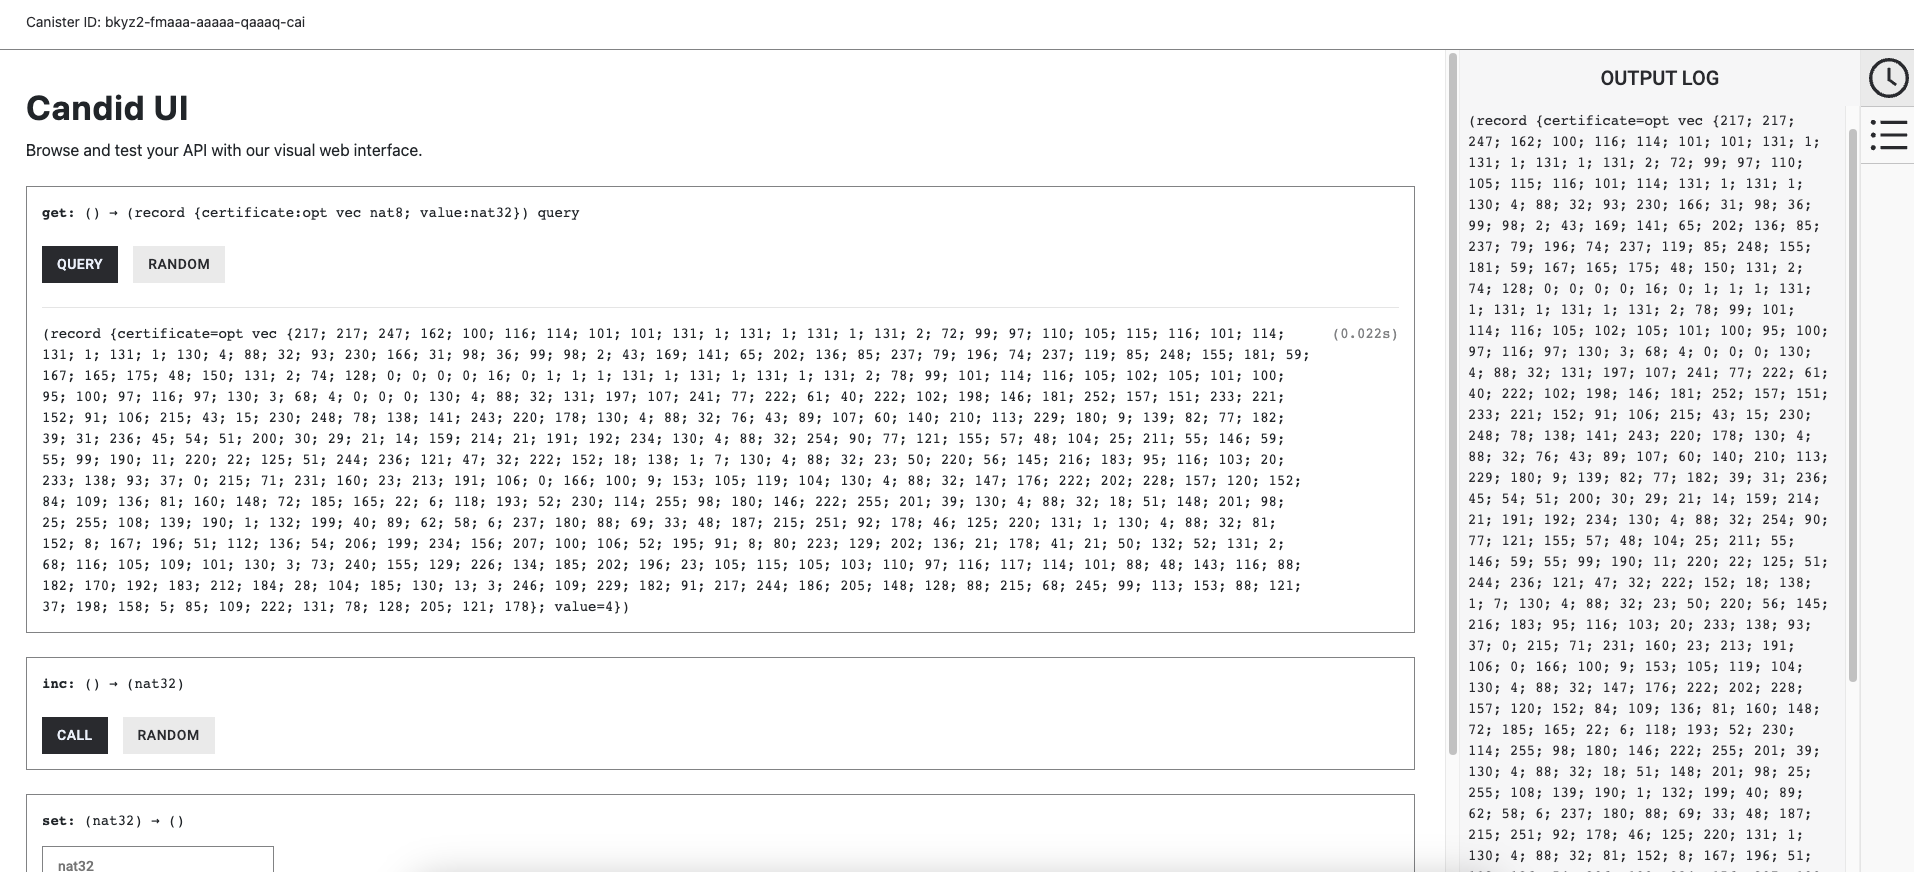 Canister ID: bkyz2-fmaaa-aaaaa-qaaaq-cai
Candid UI
Browse and test your API with our visual web interface.
get: () → (record {certificate:opt vec nat8; value:nat32}) query
QUERY RANDOM
(record {certificate=opt vec {217; 217; 247; 162; 100; 116; 114; 101; 101; 131; 1; 131; 1; 131; 1; 131; 2; 72; 99; 97; 110; 105; 115; 116; 101; 114; (0.022s)
131; 1; 131; 1; 130; 4; 88; 32; 93; 230; 166; 31; 98; 36; 99; 98; 2; 43; 169; 141; 65; 202; 136; 85; 237; 79; 196; 74; 237; 119; 85; 248; 155; 181; 59;
167; 165; 175; 48; 150; 131; 2; 74; 128; 0; 0; 0; 0; 16; 0; 1; 1; 1; 131; 1; 131; 1; 131; 1; 131; 2; 78; 99; 101; 114; 116; 105; 102; 105; 101; 100;
95; 100; 97; 116; 97; 130; 3; 68; 4; 0; 0; 0; 130; 4; 88; 32; 131; 197; 107; 241; 77; 222; 61; 40; 222; 102; 198; 146; 181; 252; 157; 151; 233; 221;
152; 91; 106; 215; 43; 15; 230; 248; 78; 138; 141; 243; 220; 178; 130; 4; 88; 32; 76; 43; 89; 107; 60; 140; 210; 113; 229; 180; 9; 139; 82; 77; 182;
39; 31; 236; 45; 54; 51; 200; 30; 29; 21; 14; 159; 214; 21; 191; 192; 234; 130; 4; 88; 32; 254; 90; 77; 121; 155; 57; 48; 104; 25; 211; 55; 146; 59;
55; 99; 190; 11; 220; 22; 125; 51; 244; 236; 121; 47; 32; 222; 152; 18; 138; 1; 7; 130; 4; 88; 32; 23; 50; 220; 56; 145; 216; 183; 95; 116; 103; 20;
233; 138; 93; 37; 0; 215; 71; 231; 160; 23; 213; 191; 106; 0; 166; 100; 9; 153; 105; 119; 104; 130; 4; 88; 32; 147; 176; 222; 202; 228; 157; 120; 152;
84; 109; 136; 81; 160; 148; 72; 185; 165; 22; 6; 118; 193; 52; 230; 114; 255; 98; 180; 146; 222; 255; 201; 39; 130; 4; 88; 32; 18; 51; 148; 201; 98;
25; 255; 108; 139; 190; 1; 132; 199; 40; 89; 62; 58; 6; 237; 180; 88; 69; 33; 48; 187; 215; 251; 92; 178; 46; 125; 220; 131; 1; 130; 4; 88; 32; 81;
152; 8; 167; 196; 51; 112; 136; 54; 206; 199; 234; 156; 207; 100; 106; 52; 195; 91; 8; 80; 223; 129; 202; 136; 21; 178; 41; 21; 50; 132; 52; 131; 2;
68; 116; 105; 109; 101; 130; 3; 73; 240; 155; 129; 226; 134; 185; 202; 196; 23; 105; 115; 105; 103; 110; 97; 116; 117; 114; 101; 88; 48; 143; 116; 88;
182; 170; 192; 183; 212; 184; 28; 104; 185; 130; 13; 3; 246; 109; 229; 182; 91; 217; 244; 186; 205; 148; 128; 88; 215; 68; 245; 99; 113; 153; 88; 121;
37; 198; 158; 5; 85; 109; 222; 131; 78; 128; 205; 121; 178}; value=4})
inc: () → (nat32)
CALL RANDOM
set: (nat32) → ()
nat32
OUTPUT LOG
(record {certificate=opt vec {217; 217;
247; 162; 100; 116; 114; 101; 101; 131; 1;
131; 1; 131; 1; 131; 2; 72; 99; 97; 110;
105; 115; 116; 101; 114; 131; 1; 131; 1;
130; 4; 88; 32; 93; 230; 166; 31; 98; 36;
99; 98; 2; 43; 169; 141; 65; 202; 136; 85;
237; 79; 196; 74; 237; 119; 85; 248; 155;
181; 59; 167; 165; 175; 48; 150; 131; 2;
74; 128; 0; 0; 0; 0; 16; 0; 1; 1; 1; 131;
1; 131; 1; 131; 1; 131; 2; 78; 99; 101;
114; 116; 105; 102; 105; 101; 100; 95; 100;
97; 116; 97; 130; 3; 68; 4; 0; 0; 0; 130;
4; 88; 32; 131; 197; 107; 241; 77; 222; 61;
40; 222; 102; 198; 146; 181; 252; 157; 151;
233; 221; 152; 91; 106; 215; 43; 15; 230;
248; 78; 138; 141; 243; 220; 178; 130; 4;
88; 32; 76; 43; 89; 107; 60; 140; 210; 113;
229; 180; 9; 139; 82; 77; 182; 39; 31; 236;
45; 54; 51; 200; 30; 29; 21; 14; 159; 214;
21; 191; 192; 234; 130; 4; 88; 32; 254; 90;
77; 121; 155; 57; 48; 104; 25; 211; 55;
146; 59; 55; 99; 190; 11; 220; 22; 125; 51;
244; 236; 121; 47; 32; 222; 152; 18; 138;
1; 7; 130; 4; 88; 32; 23; 50; 220; 56; 145;
216; 183; 95; 116; 103; 20; 233; 138; 93;
37; 0; 215; 71; 231; 160; 23; 213; 191;
106; 0; 166; 100; 9; 153; 105; 119; 104;
130; 4; 88; 32; 147; 176; 222; 202; 228;
157; 120; 152; 84; 109; 136; 81; 160; 148;
72; 185; 165; 22; 6; 118; 193; 52; 230;
114; 255; 98; 180; 146; 222; 255; 201; 39;
130; 4; 88; 32; 18; 51; 148; 201; 98; 25;
255; 108; 139; 190; 1; 132; 199; 40; 89;
62; 58; 6; 237; 180; 88; 69; 33; 48; 187;
215; 251; 92; 178; 46; 125; 220; 131; 1;
130; 4; 88; 32; 81; 152; 8; 167; 196; 51;